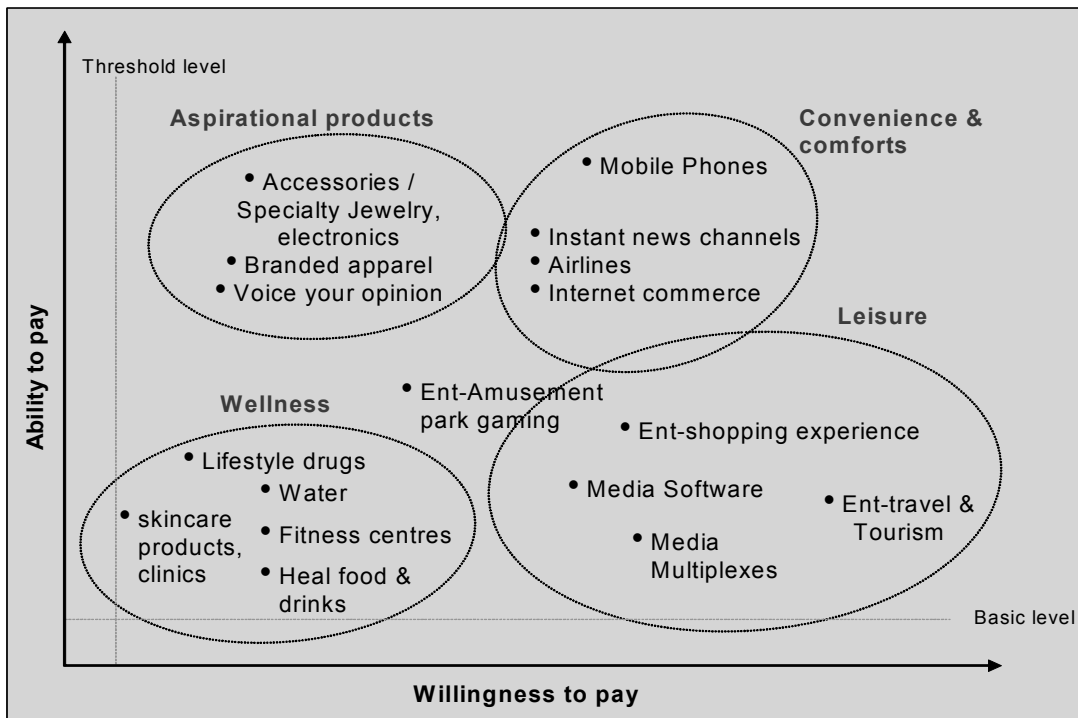 Threshold level
Aspirational products
• Accessories /
Specialty Jewelry,
electronics
• Branded apparel
• Voice your opinion
Convenience &
comforts
• Mobile Phones
• Instant news channels
• Airlines
• Internet commerce
Leisure
• Ent-Amusement
park gaming
• Ent-shopping experience
• Media Software
• Ent-travel &
Tourism
• Media
Multiplexes
Wellness
• Lifestyle drugs
• Water
• skincare
products,
clinics
• Fitness centres
• Heal food &
drinks
Basic level
Ability to pay
Willingness to pay